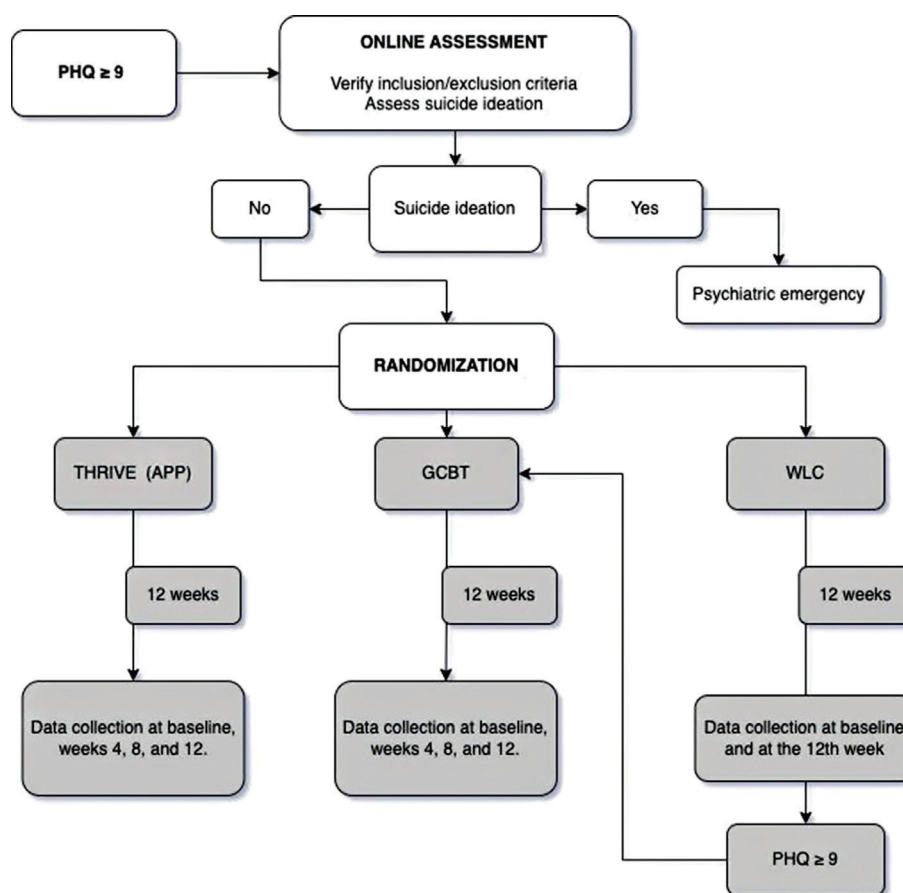 PHQ ≥ 9
ONLINE ASSESSMENT
Verify inclusion/exclusion criteria
Assess suicide ideation
No
Suicide ideation
Yes
Psychiatric emergency
RANDOMIZATION
THRIVE (APP)
GCBT
WLC
12 weeks
12 weeks
12 weeks
Data collection at baseline,
weeks 4, 8, and 12.
Data collection at baseline,
weeks 4, 8, and 12.
Data collection at baseline
and at the 12th week
PHQ ≥ 9